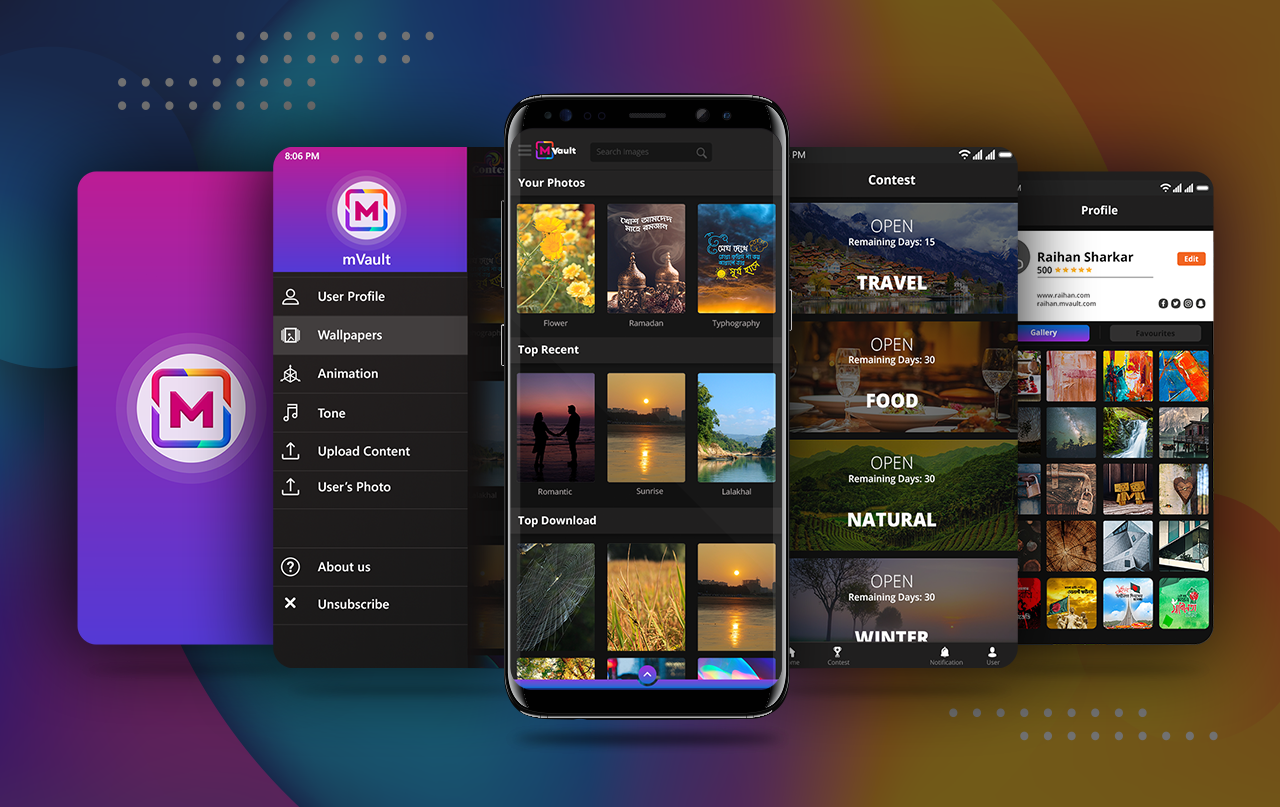 M
8:06 PM
M
mVault
User Profile
Wallpapers
Animation
Tone
Upload Content
User's Photo
About us
Unsubscribe
M Vault
Search images
Your Photos
খোশ আমদেদ
মাহে রমজান
মেঘ দেখে
সূর্য হাসে
Flower
Ramadan
Typhography
Top Recent
Romantic
Sunrise
Lalakhal
Top Download
PM
Contest
OPEN
Remaining Days: 15
TRAVEL
OPEN
Remaining Days: 30
FOOD
OPEN
Remaining Days: 30
NATURAL
OPEN
Remaining Days: 30
WINTER
Contest
Notification
User
Profile
Raihan Sharkar
Edit
500
www.raihan.com
raihan.mvault.com
Gallery
Favourites